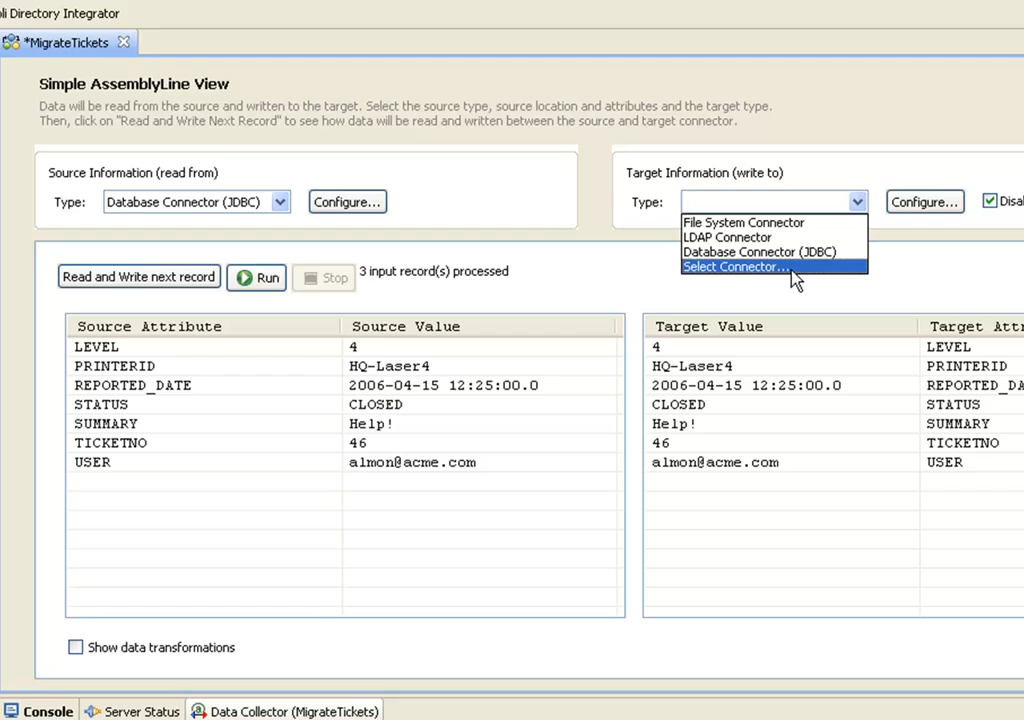 li Directory Integrator
*MigrateTickets
Simple AssemblyLine View
Data will be read from the source and written to the target. Select the source type, source location and attributes and the target type.
Then, click on "Read and Write Next Record" to see how data will be read and written between the source and target connector.
Source Information (read from)
Target Information (write to)
Type: Database Connector (JDBC) Configure...
Type: Configure... Disal
File System Connector
LDAP Connector
Database Connector (JDBC)
Select Connector...
Read and Write next record Run Stop 3 input record(s) processed
Source Attribute Source Value Target Value Target Attr
LEVEL 4 4 LEVEL
PRINTERID HQ-Laser4 HQ-Laser4 PRINTERID
REPORTED_DATE 2006-04-15 12:25:00.0 2006-04-15 12:25:00.0 REPORTED_DA
STATUS CLOSED CLOSED STATUS
SUMMARY Help! Help! SUMMARY
TICKETNO 46 46 TICKETNO
USER almon@acme.com almon@acme.com USER
Show data transformations
Console Server Status Data Collector (MigrateTickets)